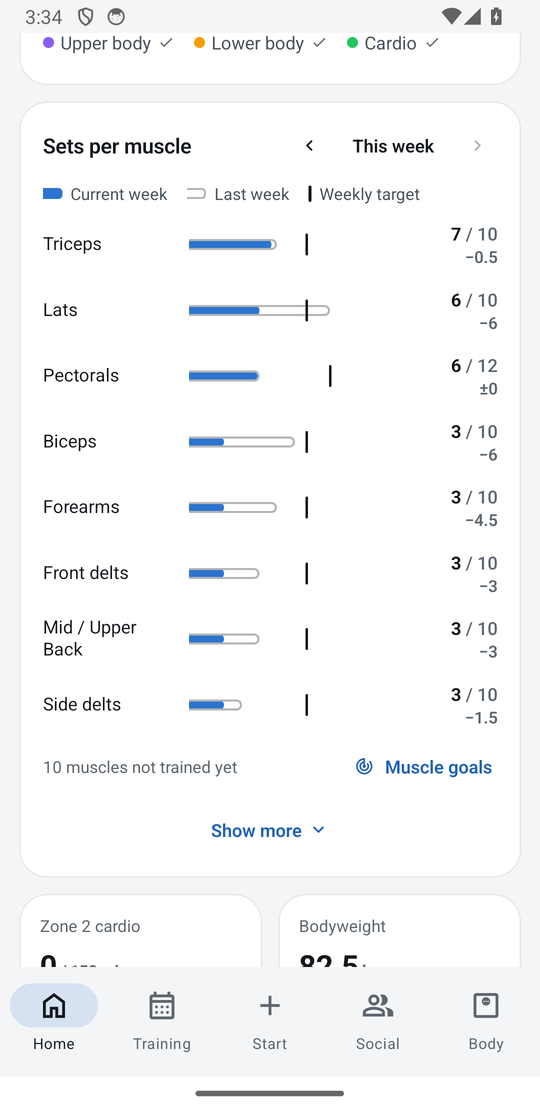 3:34
Upper body Lower body Cardio
Sets per muscle This week
Current week Last week Weekly target
Triceps 7 / 10
−0.5
Lats 6 / 10
−6
Pectorals 6 / 12
±0
Biceps 3 / 10
−6
Forearms 3 / 10
−4.5
Front delts 3 / 10
−3
Mid / Upper Back 3 / 10
−3
Side delts 3 / 10
−1.5
10 muscles not trained yet Muscle goals
Show more
Zone 2 cardio Bodyweight
0 82.5
Home Training Start Social Body